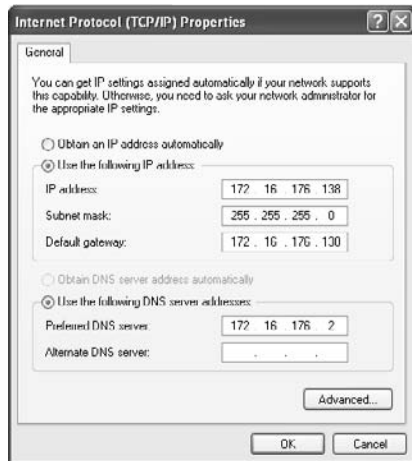 Internet Protocol (TCP/IP) Properties
General
You can get IP settings assigned automatically if your network supports
this capability. Otherwise, you need to ask your network administrator for
the appropriate IP settings.
Obtain an IP address automatically
Use the following IP address:
IP address: 172 . 16 . 176 . 138
Subnet mask: 255 . 255 . 255 . 0
Default gateway: 172 . 16 . 176 . 130
Obtain DNS server address automatically
Use the following DNS server addresses:
Preferred DNS server: 172 . 16 . 176 . 2
Alternate DNS server: . . .
Advanced...
OK Cancel